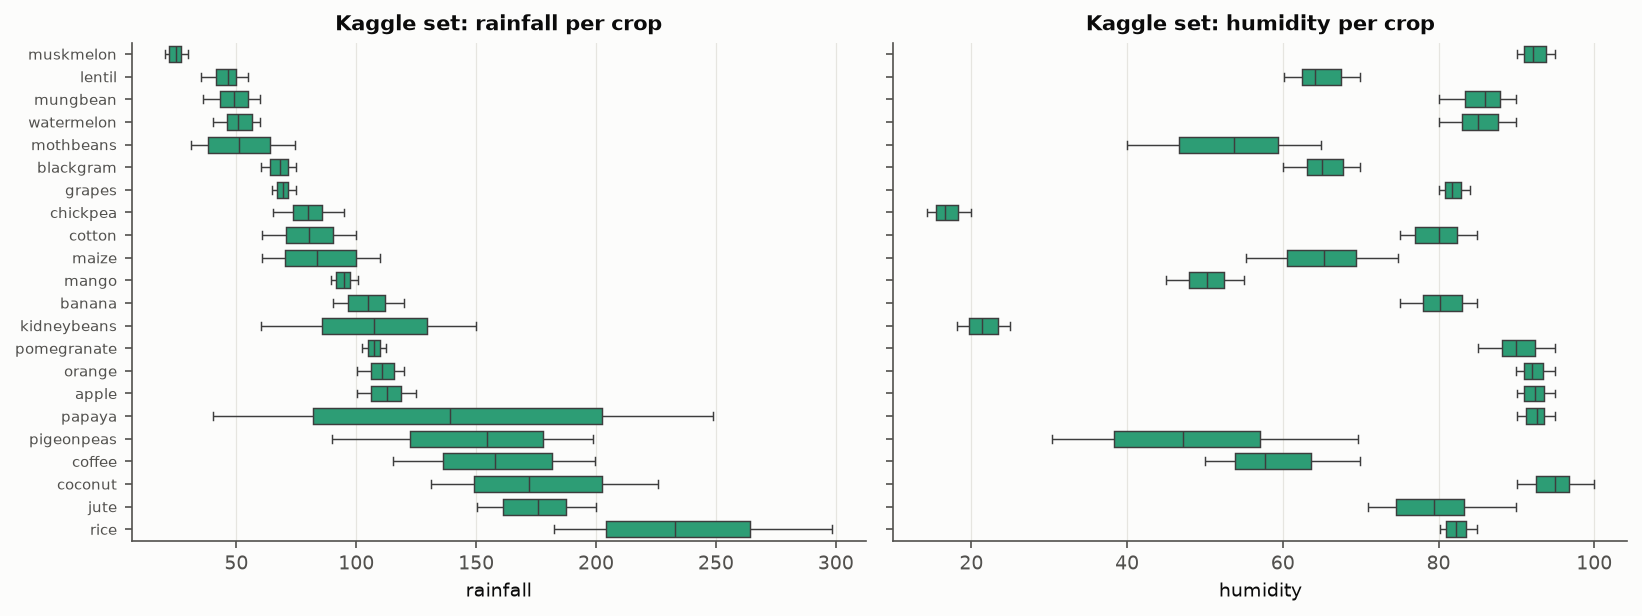 Kaggle set: rainfall per crop
muskmelon
lentil
mungbean
watermelon
mothbeans
blackgram
grapes
chickpea
cotton
maize
mango
banana
kidneybeans
pomegranate
orange
apple
papaya
pigeonpeas
coffee
coconut
jute
rice
50 100 150 200 250 300
rainfall
Kaggle set: humidity per crop
20 40 60 80 100
humidity